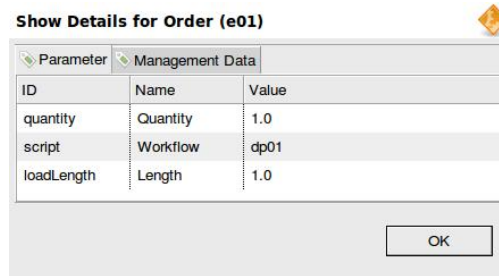 Show Details for Order (e01)
Parameter Management Data
ID Name Value
quantity Quantity 1.0
script Workflow dp01
loadLength Length 1.0
OK